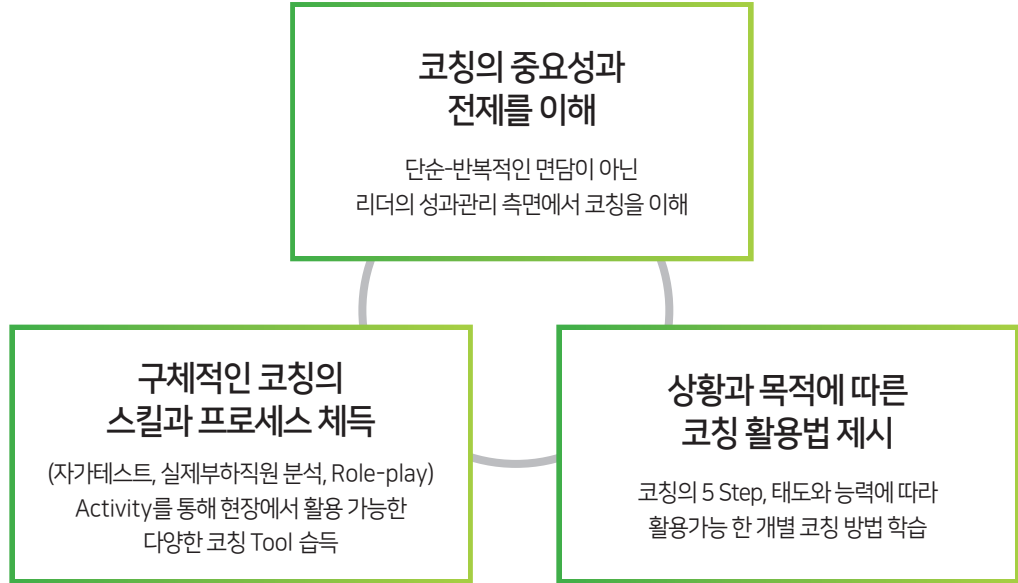 코칭의 중요성과
전제를 이해
단순-반복적인 면담이 아닌
리더의 성과관리 측면에서 코칭을 이해
구체적인 코칭의
스킬과 프로세스 체득
(자가테스트, 실제부하직원 분석, Role-play)
Activity를 통해 현장에서 활용 가능한
다양한 코칭 Tool 습득
상황과 목적에 따른
코칭 활용법 제시
코칭의 5 Step, 태도와 능력에 따라
활용가능 한 개별 코칭 방법 학습